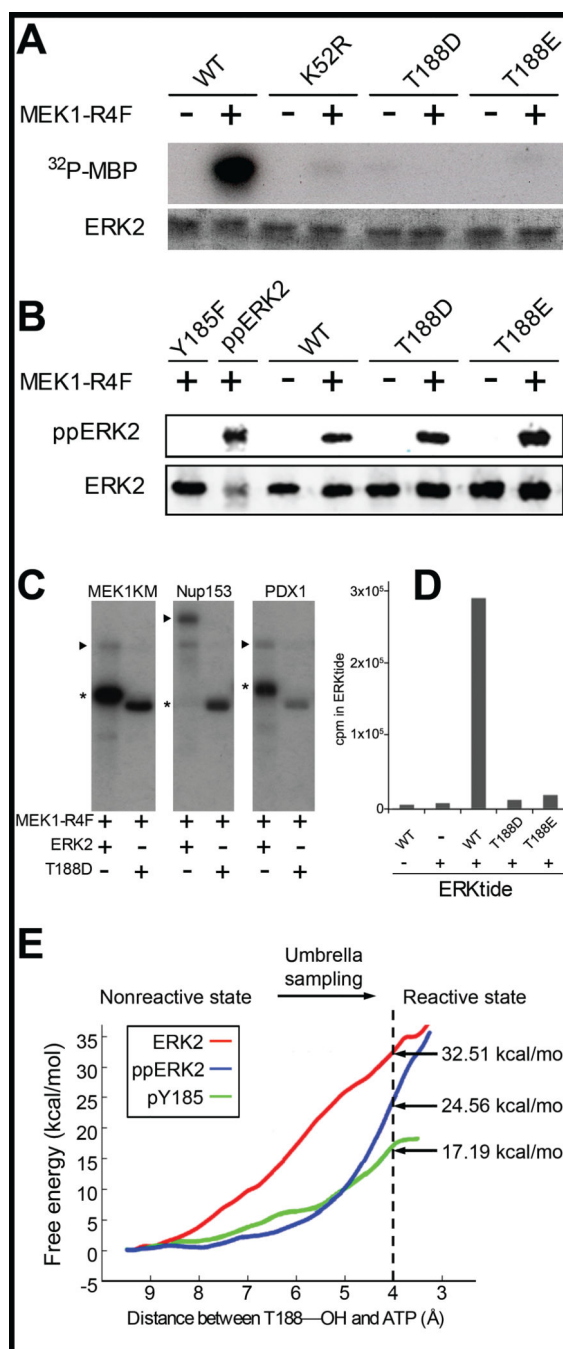 A
WT K52R T188D T188E
MEK1-R4F - + - + - + - +
³²P-MBP
ERK2
B
Y185F ppERK2 WT T188D T188E
MEK1-R4F + + - + - + - +
ppERK2
ERK2
C
MEK1KM Nup153 PDX1
* * *
MEK1-R4F + + + + + +
ERK2 + - + - + -
T188D - + - + - +
D
cpm in ERKtide
3x10⁵
2x10⁵
1x10⁵
0
WT - WT T188D T188E
- + + + +
ERKtide
E
Umbrella
sampling
Nonreactive state Reactive state
ERK2
ppERK2
pY185
32.51 kcal/mo
24.56 kcal/mo
17.19 kcal/mo
Free energy (kcal/mol)
35
30
25
20
15
10
5
0
-5
9 8 7 6 5 4 3
Distance between T188—OH and ATP (Å)